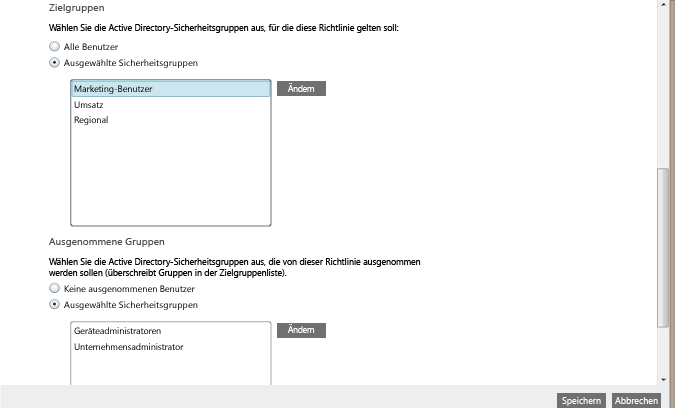 Zielgruppen
Wählen Sie die Active Directory-Sicherheitsgruppen aus, für die diese Richtlinie gelten soll:
Alle Benutzer
Ausgewählte Sicherheitsgruppen
Marketing-Benutzer
Ändern
Umsatz
Regional
Ausgenommene Gruppen
Wählen Sie die Active Directory-Sicherheitsgruppen aus, die von dieser Richtlinie ausgenommen
werden sollen (überschreibt Gruppen in der Zielgruppenliste).
Keine ausgenommenen Benutzer
Ausgewählte Sicherheitsgruppen
Geräteadministratoren
Ändern
Unternehmensadministrator
Speichern
Abbrechen